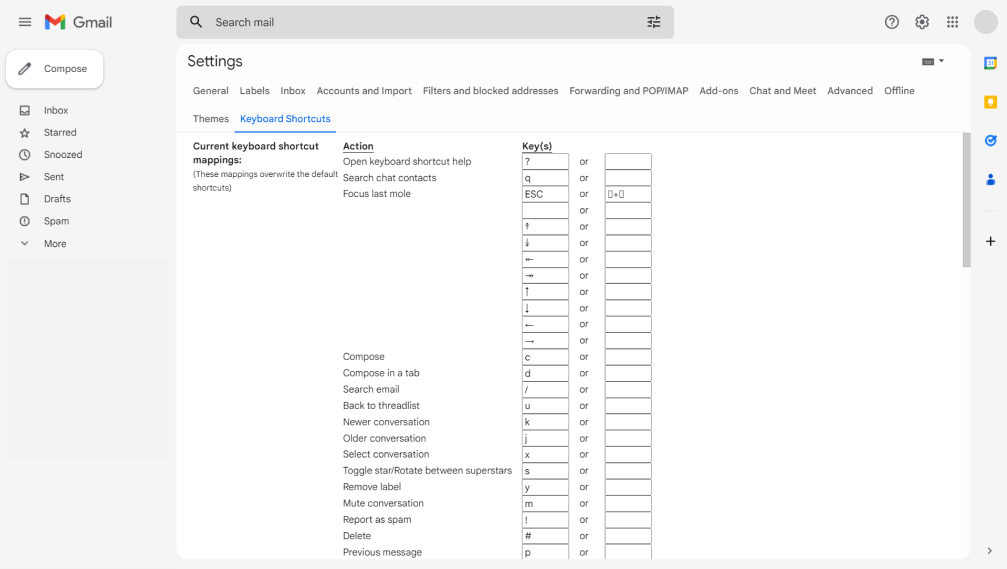 Gmail
Search mail
Compose
Inbox
Starred
Snoozed
Sent
Drafts
Spam
More
Settings
General Labels Inbox Accounts and Import Filters and blocked addresses Forwarding and POP/IMAP Add-ons Chat and Meet Advanced Offline
Themes Keyboard Shortcuts
Current keyboard shortcut mappings:
(These mappings overwrite the default shortcuts)
Action Key(s)
Open keyboard shortcut help ? or
Search chat contacts q or
Focus last mole ESC or ▯+▯
or
↟ or
↡ or
↞ or
↠ or
↑ or
↓ or
← or
→ or
Compose c or
Compose in a tab d or
Search email / or
Back to threadlist u or
Newer conversation k or
Older conversation j or
Select conversation x or
Toggle star/Rotate between superstars s or
Remove label y or
Mute conversation m or
Report as spam ! or
Delete # or
Previous message p or